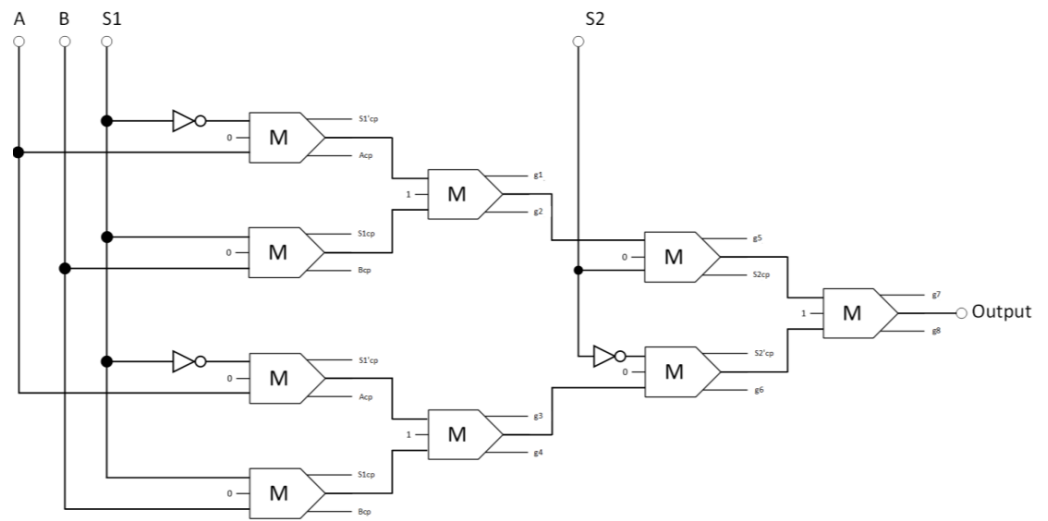 A B S1 S2
S1'cp
0 M
Acp
g1
1 M
g2
S1cp
0 M
Bcp
g5
0 M
S2cp
g7
1 M Output
g8
S1'cp
0 M
Acp
S2'cp
0 M
g6
g3
1 M
g4
S1cp
0 M
Bcp